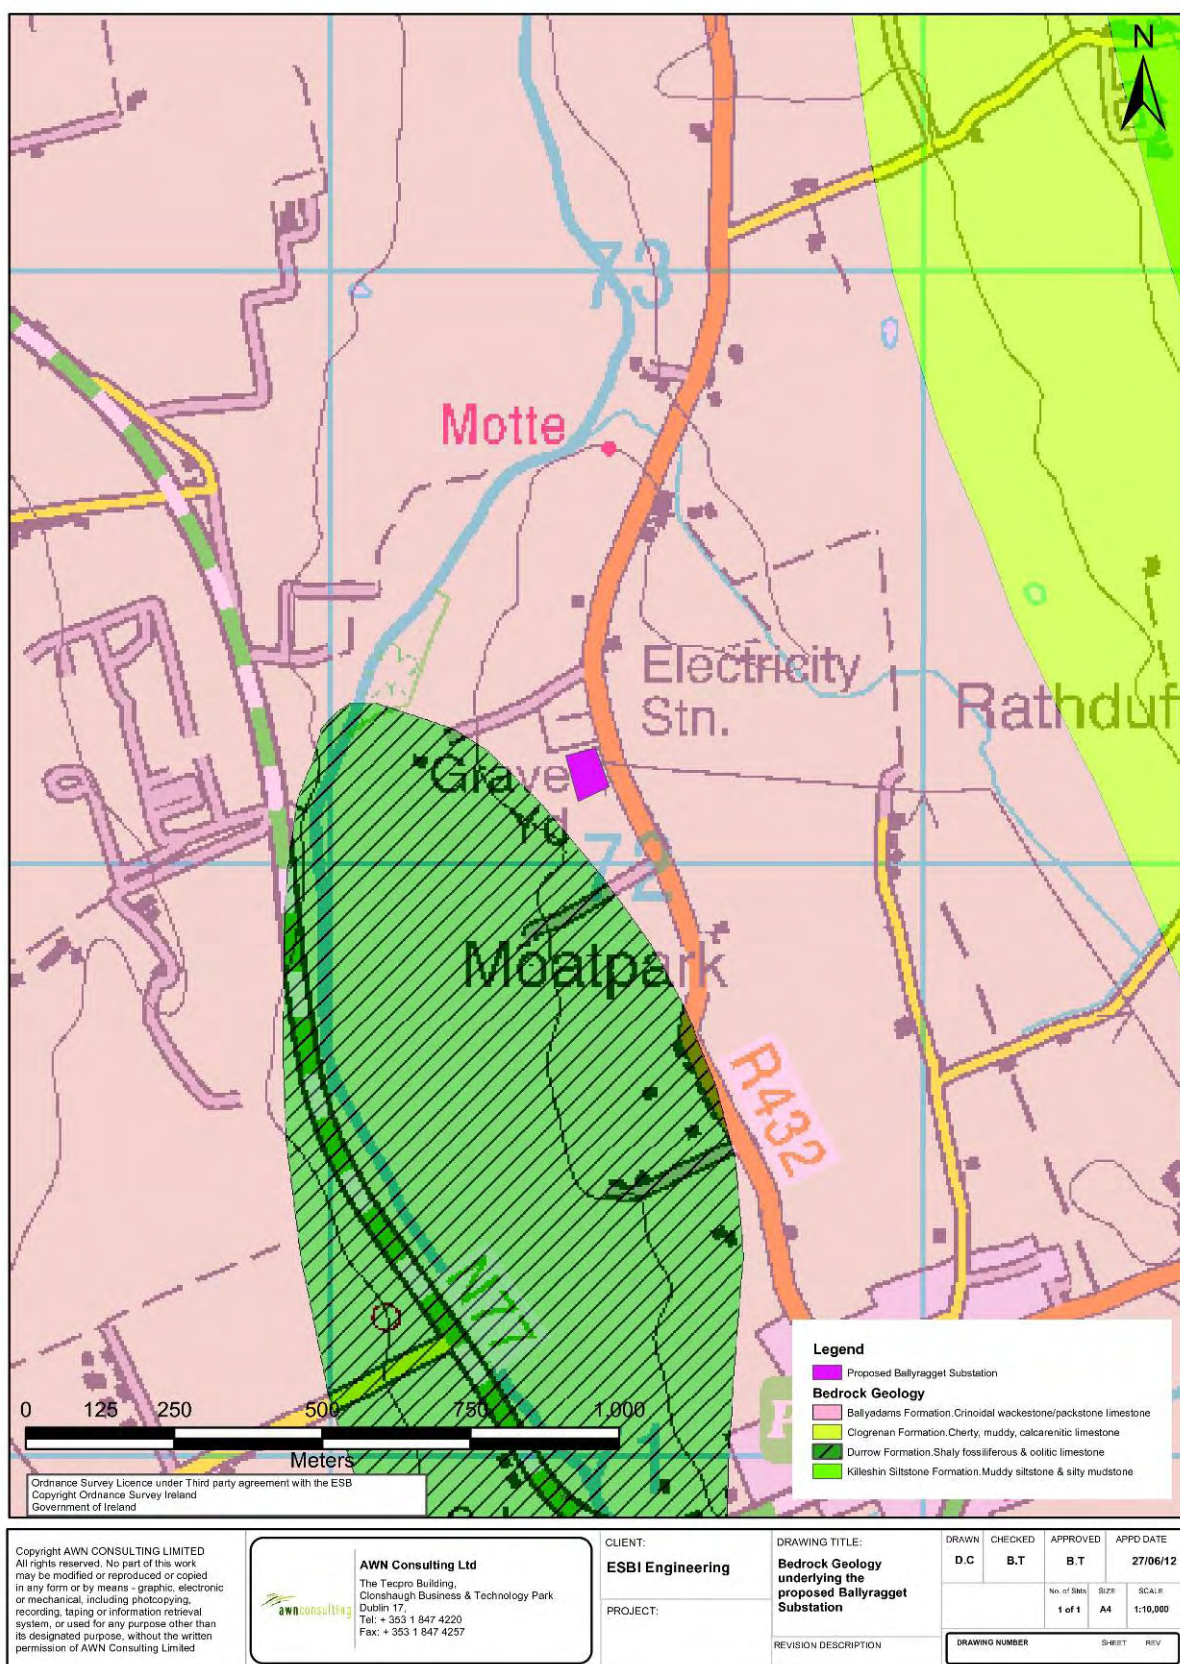 N
73
Motte
Electricity
Stn.
Rathduf
Grave
Yd
72
Moatpark
R432
N77
Legend
Proposed Ballyragget Substation
Bedrock Geology
Ballyadams Formation.Crinoidal wackestone/packstone limestone
Clogrenan Formation.Cherty, muddy, calcarenitic limestone
Durrow Formation.Shaly fossiliferous & oolitic limestone
Killeshin Siltstone Formation.Muddy siltstone & silty mudstone
P
0 125 250 500 750 1,000
Meters
1
Ordnance Survey Licence under Third party agreement with the ESB
Copyright Ordnance Survey Ireland
Government of Ireland
Copyright AWN CONSULTING LIMITED
All rights reserved. No part of this work
may be modified or reproduced or copied
in any form or by means - graphic, electronic
or mechanical, including photocopying,
recording, taping or information retrieval
system, or used for any purpose other than
its designated purpose, without the written
permission of AWN Consulting Limited
awnconsulting
AWN Consulting Ltd
The Tecpro Building,
Clonshaugh Business & Technology Park
Dublin 17,
Tel: + 353 1 847 4220
Fax: + 353 1 847 4257
CLIENT:
ESBI Engineering
PROJECT:
DRAWING TITLE:
Bedrock Geology
underlying the
proposed Ballyragget
Substation
REVISION DESCRIPTION
DRAWN CHECKED APPROVED APPD DATE
D.C B.T B.T 27/06/12
No. of Shts SIZE SCALE
1 of 1 A4 1:10,000
DRAWING NUMBER SHEET REV